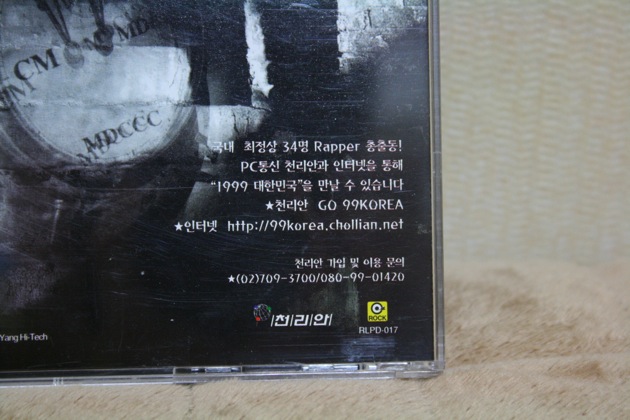 CM
MD
MDCCC
국내 최정상 34명 Rapper 총출동!
PC통신 천리안과 인터넷을 통해
"1999 대한민국"을 만날 수 있습니다
★천리안 GO 99KOREA
★인터넷 http://99korea.chollian.net
천리안 가입 및 이용 문의
★(02)709-3700/080-99-01420
천리안
ROCK
RLPD-017
Yang Hi-Tech